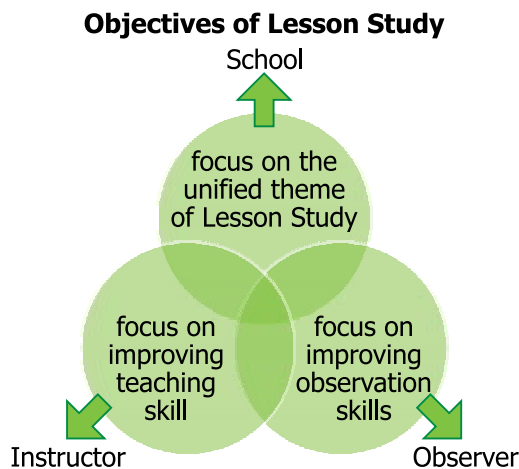 Objectives of Lesson Study
School
focus on the
unified theme
of Lesson Study
focus on
improving
teaching
skill
focus on
improving
observation
skills
Instructor
Observer